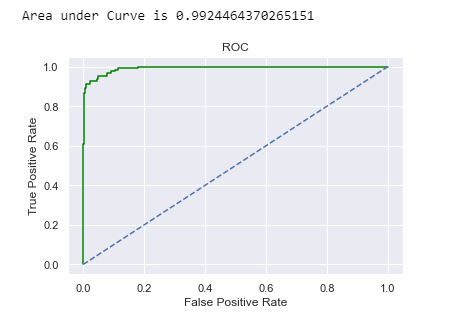 Area under Curve is 0.9924464370265151
ROC
1.0
0.8
0.6
0.4
0.2
0.0
True Positive Rate
0.0 0.2 0.4 0.6 0.8 1.0
False Positive Rate